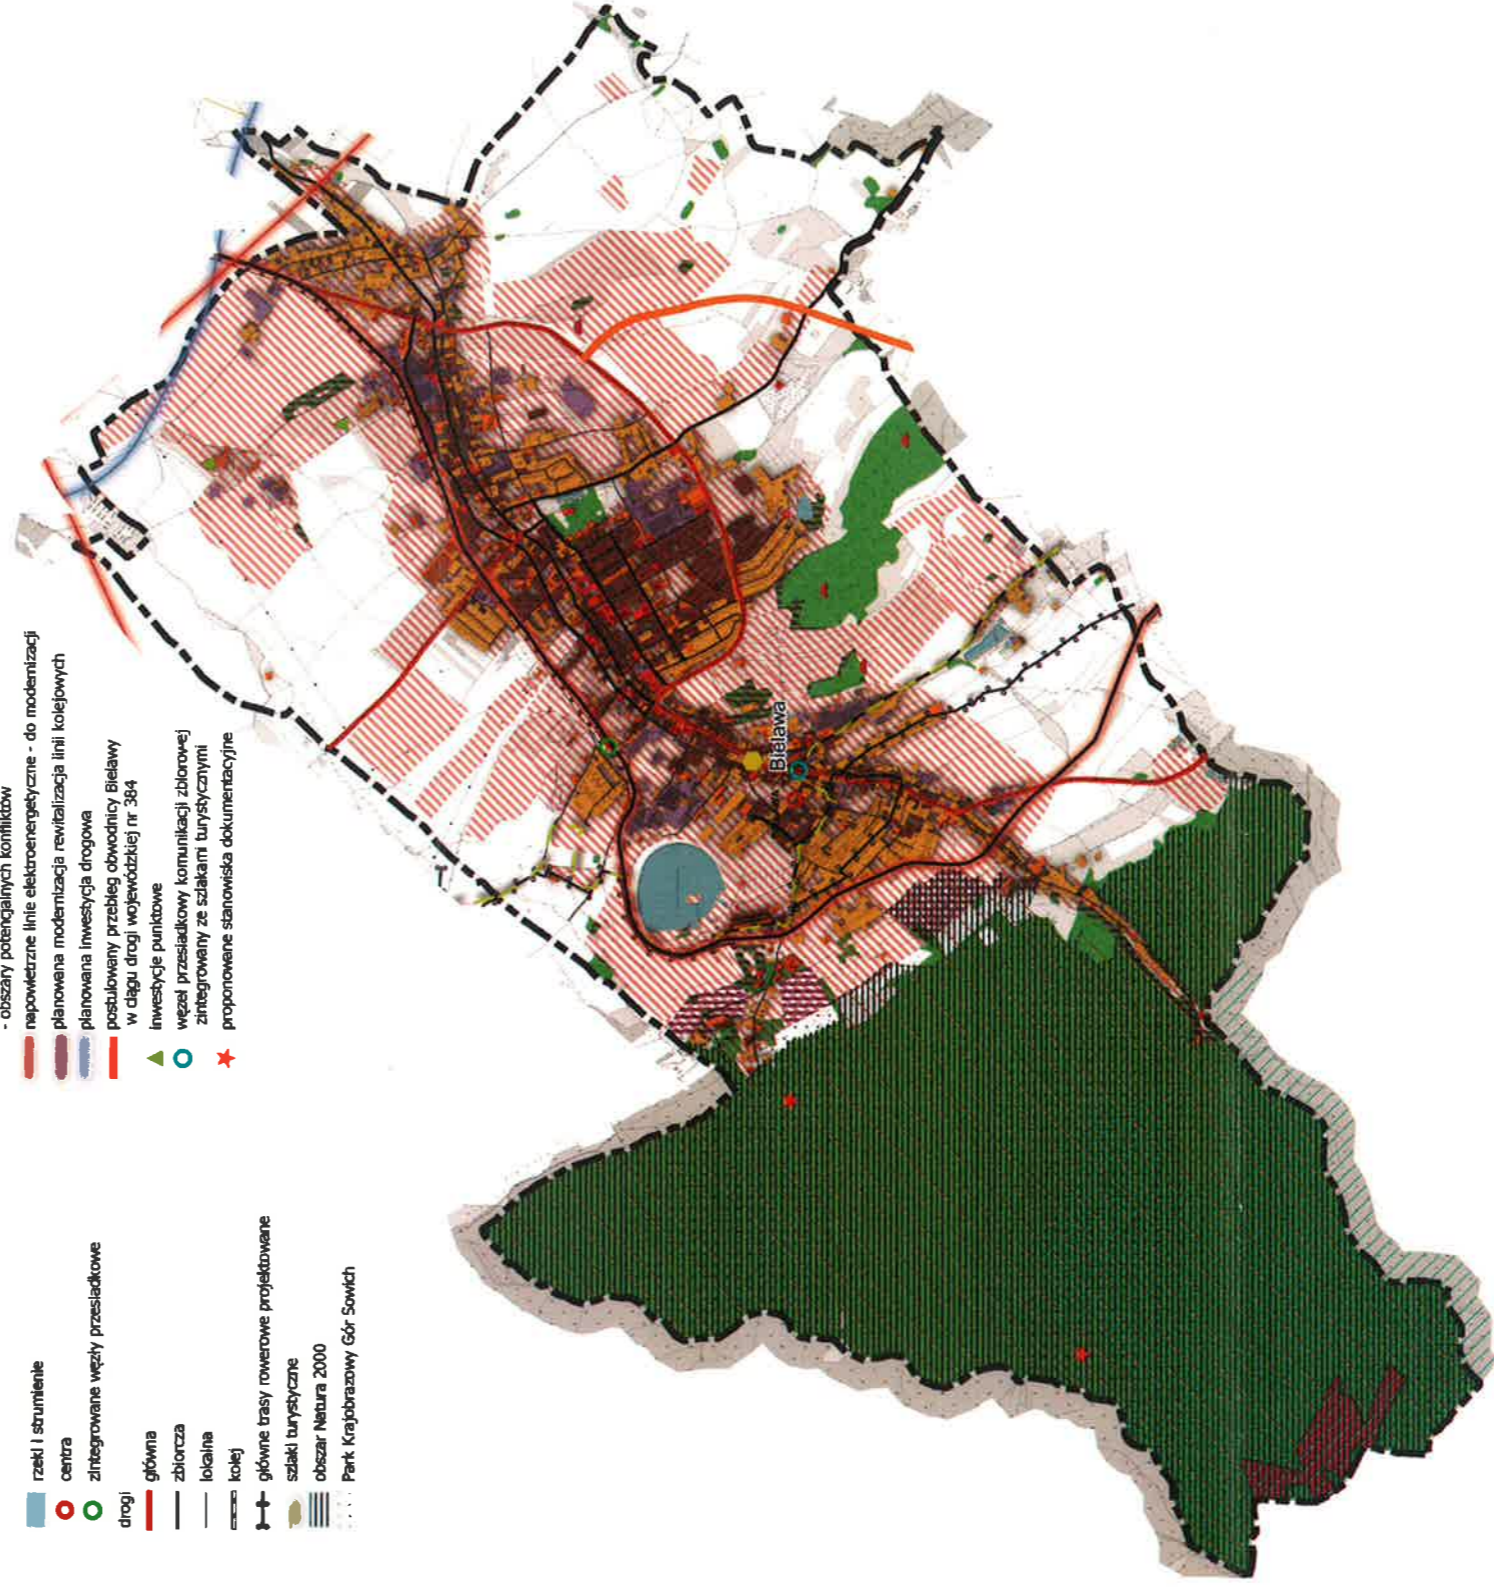 rzeki i strumienie
centra
zintegrowane węzły przesiadkowe
drogi
główna
zbiorcza
lokalna
kolej
główne trasy rowerowe projektowane
szlaki turystyczne
obszar Natura 2000
Park Krajobrazowy Gór Sowich
- obszary potencjalnych konfliktów
napowietrzne linie elektroenergetyczne - do modernizacji
planowana modernizacja rewitalizacja linii kolejowych
planowana inwestycja drogowa
postulowany przebieg obwodnicy Bielawy
w ciągu drogi wojewódzkiej nr 384
inwestycje punktowe
węzeł przesiadkowy komunikacji zbiorowej
zintegrowany ze szlakami turystycznymi
proponowane stanowiska dokumentacyjne
Bielawa